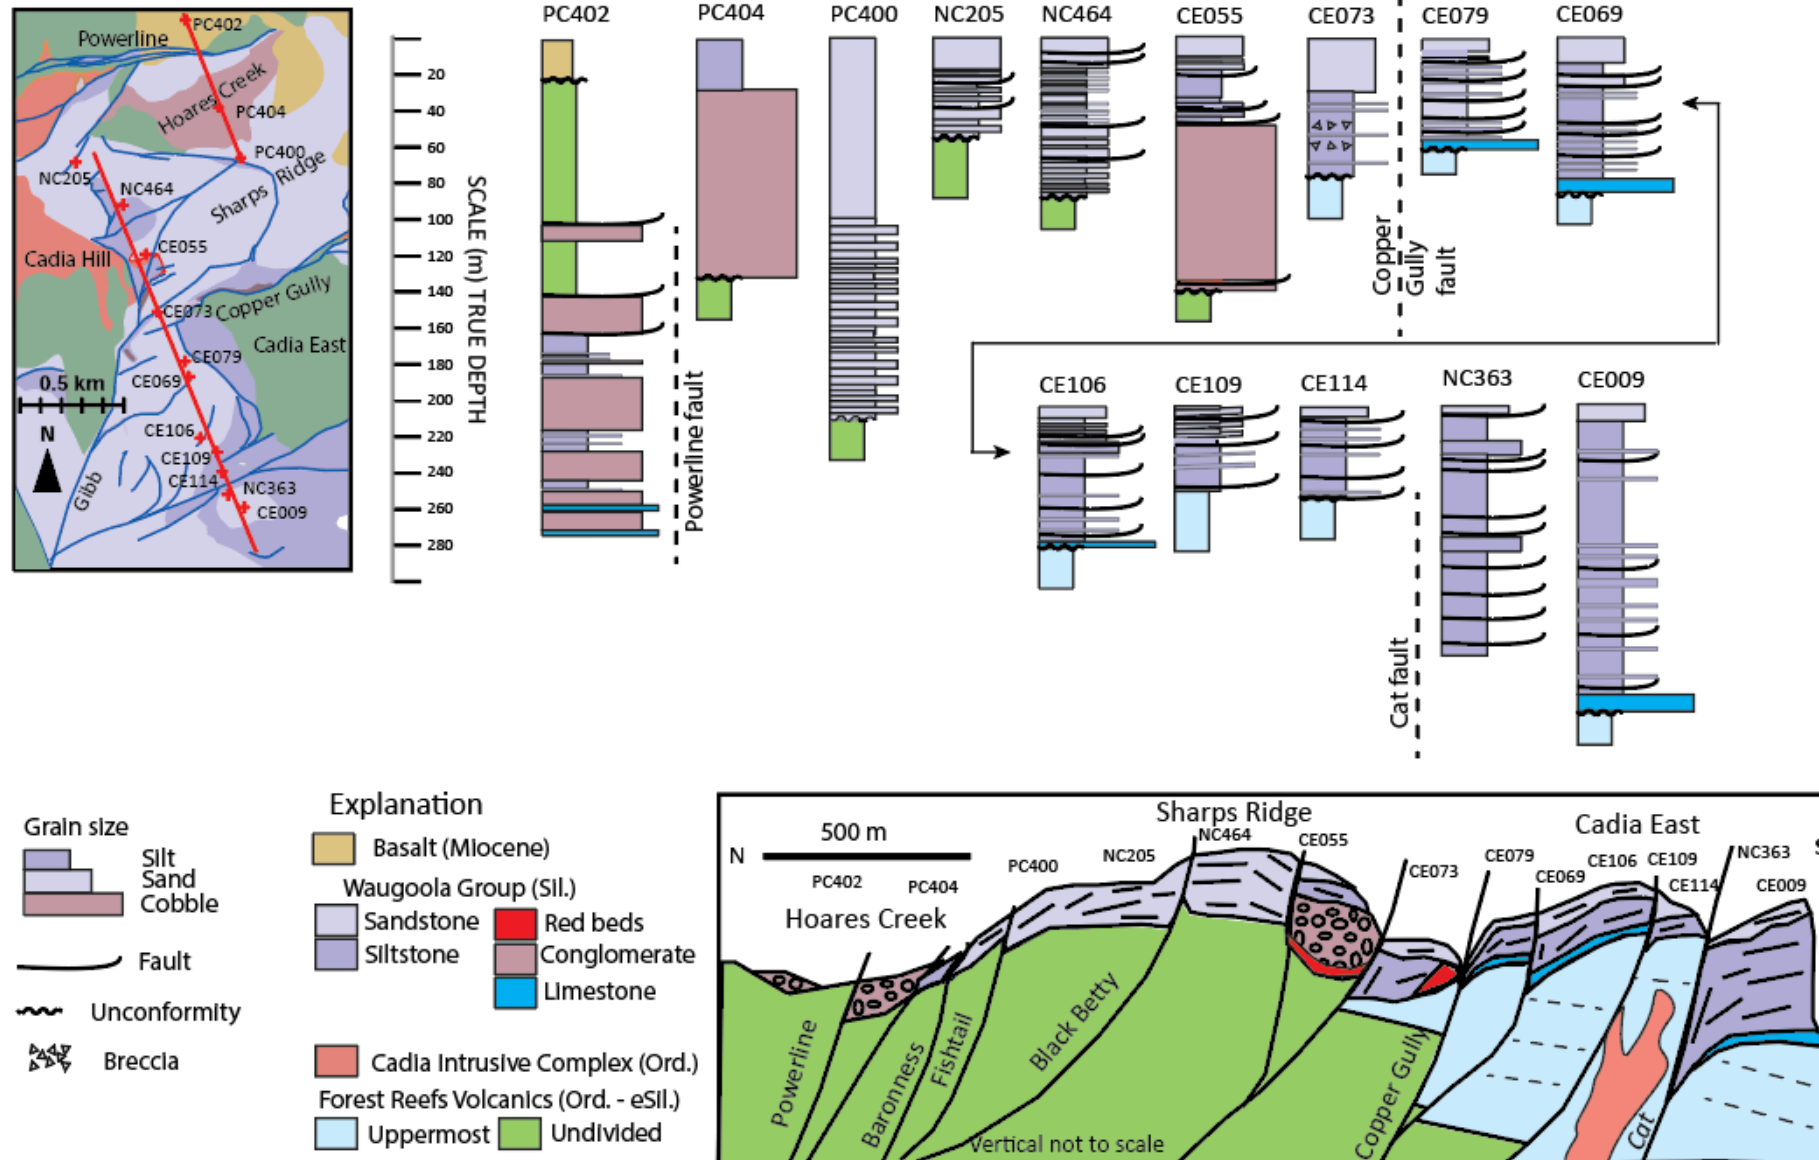 PC402
Powerline
Hoares Creek
PC404
PC400
NC205
Sharps Ridge
NC464
Cadia Hill
CE055
Copper Gully
CE073
Cadia East
CE079
0.5 km
CE069
N
CE106
CE109
CE114
NC363
CE009
Gibb
PC402
PC404
PC400
NC205
NC464
CE055
CE073
CE079
CE069
20
40
60
80
100
120
140
160
180
200
220
240
260
280
SCALE (m) TRUE DEPTH
Powerline fault
Copper
Gully
fault
CE106
CE109
CE114
NC363
CE009
Cat fault
Grain size
Silt
Sand
Cobble
Fault
Unconformity
Breccia
Explanation
Basalt (Miocene)
Waugoola Group (Sil.)
Sandstone
Red beds
Siltstone
Conglomerate
Limestone
Cadia Intrusive Complex (Ord.)
Forest Reefs Volcanics (Ord. - eSil.)
Uppermost
Undivided
Sharps Ridge
500 m
N
NC464
CE055
Cadia East
PC400
NC205
CE073
CE079
CE106
CE109
NC363
PC402
PC404
CE069
CE114
CE009
Hoares Creek
Powerline
Baronness
Fishtail
Black Betty
Copper Gully
Cat
Vertical not to scale